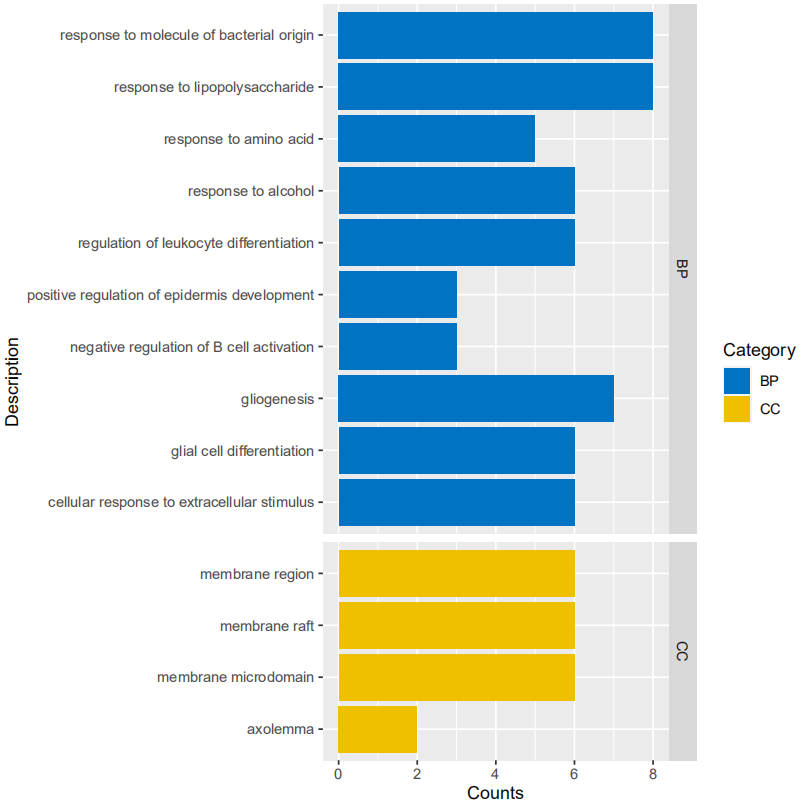 response to molecule of bacterial origin
response to lipopolysaccharide
response to amino acid
response to alcohol
regulation of leukocyte differentiation
positive regulation of epidermis development
negative regulation of B cell activation
gliogenesis
glial cell differentiation
cellular response to extracellular stimulus
BP
membrane region
membrane raft
membrane microdomain
axolemma
CC
0 2 4 6 8
Counts
Description
Category
BP
CC